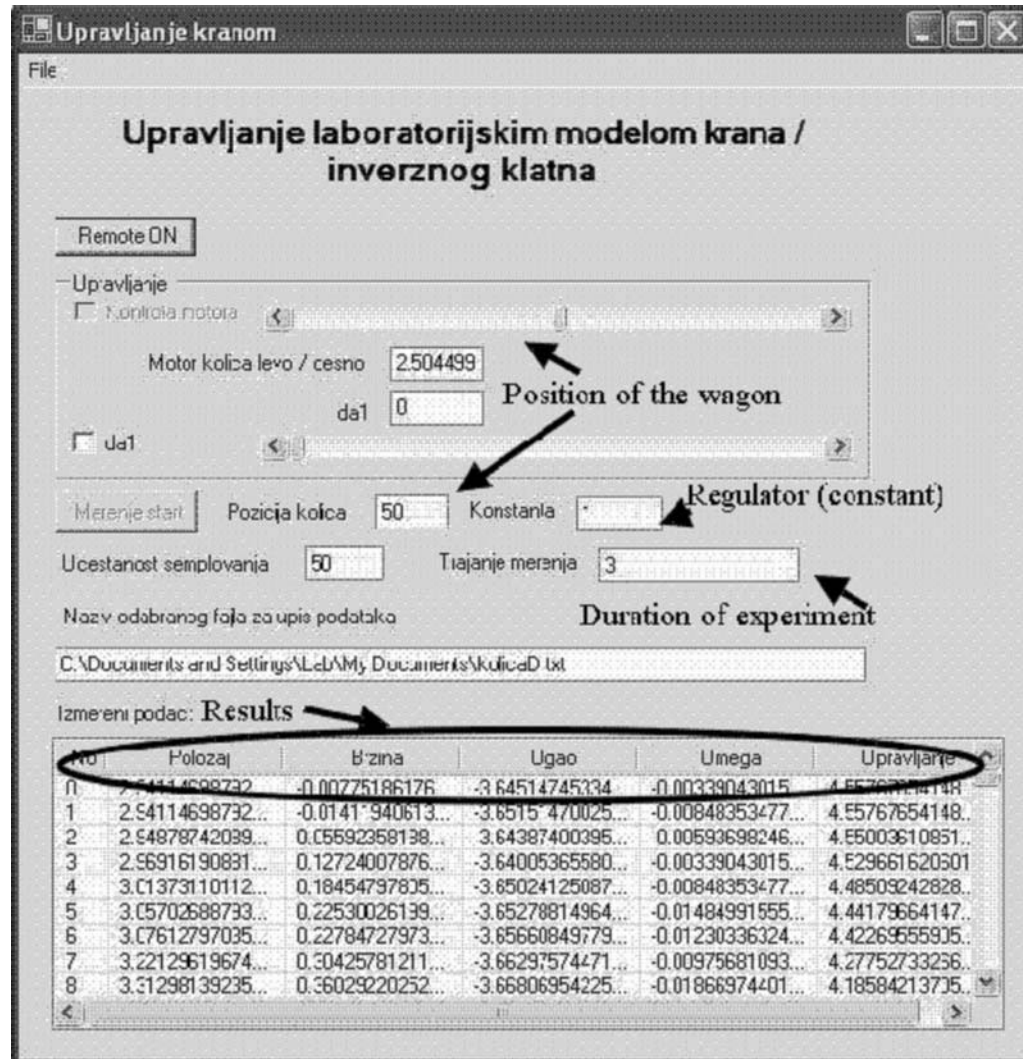 Upravljanje kranom
File
Upravljanje laboratorijskim modelom krana /
inverznog klatna
Remote ON
Upravljanje
Kontrola motora
Motor kolica levo / cesno 2.504499
da1 0
Position of the wagon
da1
Merenje start Pozicija kolica 50 Konstanta
Regulator (constant)
Ucestanost semplovanja 50 Trajanje merenja 3
Naziv odabranog fajla za upis podataka
Duration of experiment
C:\Documents and Settings\Lab\My Documents\kolicaD.txt
Izmereni podac: Results
No Polozaj Brzina Ugao Omega Upravljanje
0 -0.00775186176 -3.64514745334 -0.00339043015
1 2.94114698792... -0.01411940613... -3.65151470025... -0.00848353477... 4.55767654148...
2 2.94878742039... 0.05592358138... -3.64387400395... -0.00593698246... 4.55003610851...
3 2.96916190831... 0.12724007876... -3.64005365580... -0.00339043015... 4.529661620601
4 3.01373110112... 0.18454797805... -3.65024125087... -0.00848353477... 4.48509242828...
5 3.05702688793... 0.22530026139... -3.65278814964... -0.01484991555... 4.44179664147...
6 3.07612797035... 0.22784727973... -3.65660849779... -0.01230336324... 4.42269555905...
7 3.22129619674... 0.30425781211... -3.66297574471... -0.00975681093... 4.27752733266...
8 3.31298139235... 0.36029220252... -3.66806954225... -0.01866974401... 4.18584213705...